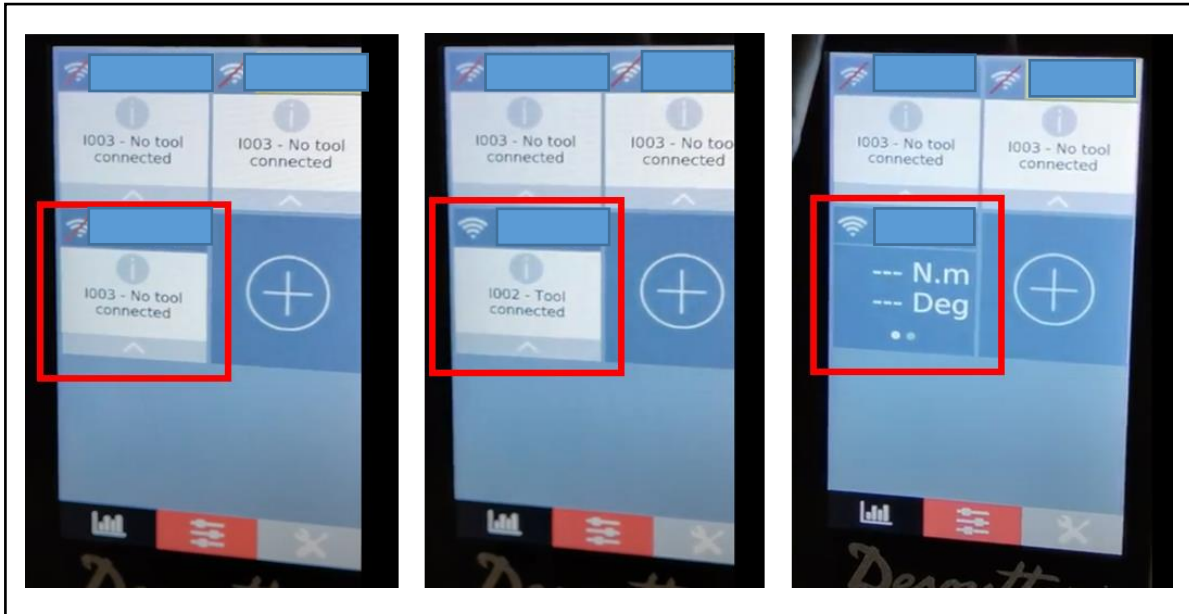 I003 - No tool
connected
I003 - No tool
connected
I003 - No tool
connected
I003 - No tool
connected
I003 - No too
connected
I002 - Tool
connected
I003 - No tool
connected
I003 - No tool
connected
--- N.m
--- Deg